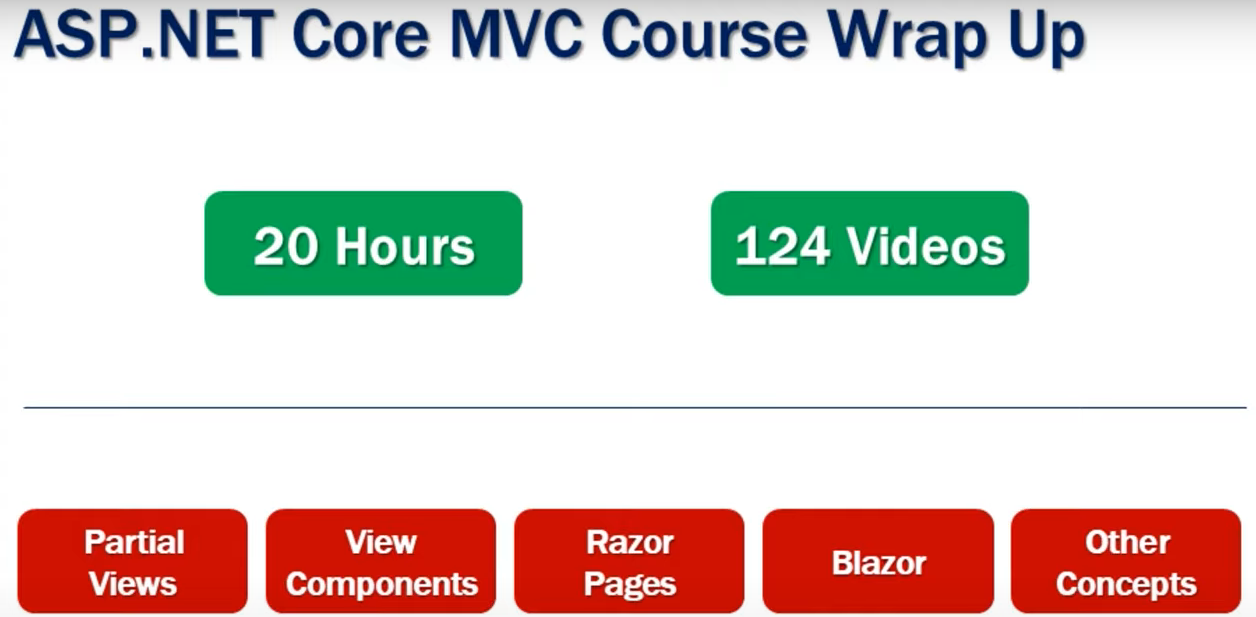 ASP.NET Core MVC Course Wrap Up
20 Hours
124 Videos
Partial
Views
View
Components
Razor
Pages
Blazor
Other
Concepts